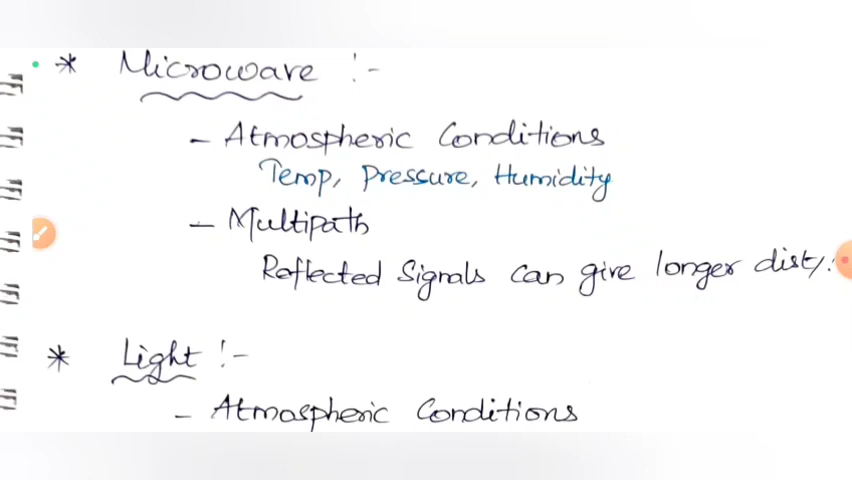 * Microwave :-
- Atmospheric Conditions
Temp, Pressure, Humidity
- Multipath
Reflected Signals can give longer dist/.
* Light :-
- Atmospheric Conditions